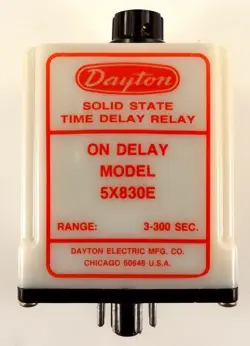 Dayton
SOLID STATE
TIME DELAY RELAY
ON DELAY
MODEL
5X830E
RANGE: 3-300 SEC.
DAYTON ELECTRIC MFG. CO.
CHICAGO 60648 U.S.A.